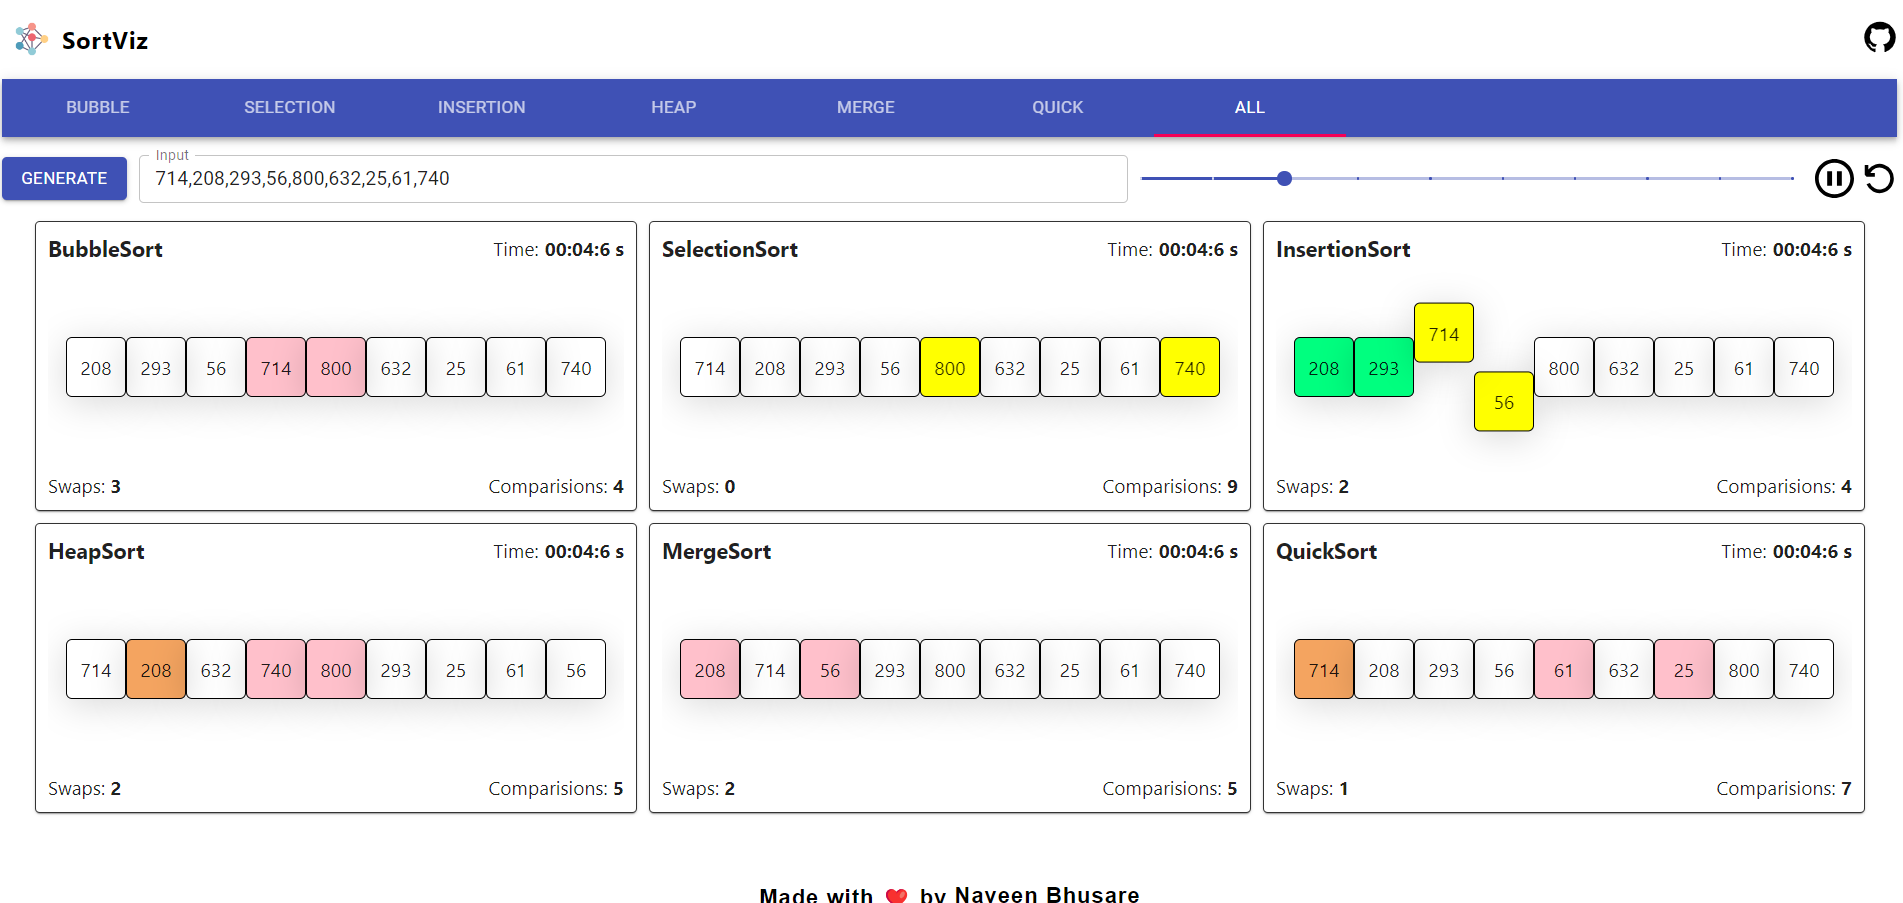 SortViz
BUBBLE SELECTION INSERTION HEAP MERGE QUICK ALL
GENERATE
Input
714,208,293,56,800,632,25,61,740
BubbleSort Time: 00:04:6 s
208 293 56 714 800 632 25 61 740
Swaps: 3 Comparisions: 4
SelectionSort Time: 00:04:6 s
714 208 293 56 800 632 25 61 740
Swaps: 0 Comparisions: 9
InsertionSort Time: 00:04:6 s
208 293 714 56 800 632 25 61 740
Swaps: 2 Comparisions: 4
HeapSort Time: 00:04:6 s
714 208 632 740 800 293 25 61 56
Swaps: 2 Comparisions: 5
MergeSort Time: 00:04:6 s
208 714 56 293 800 632 25 61 740
Swaps: 2 Comparisions: 5
QuickSort Time: 00:04:6 s
714 208 293 56 61 632 25 800 740
Swaps: 1 Comparisions: 7
Made with ❤️ by Naveen Bhusare